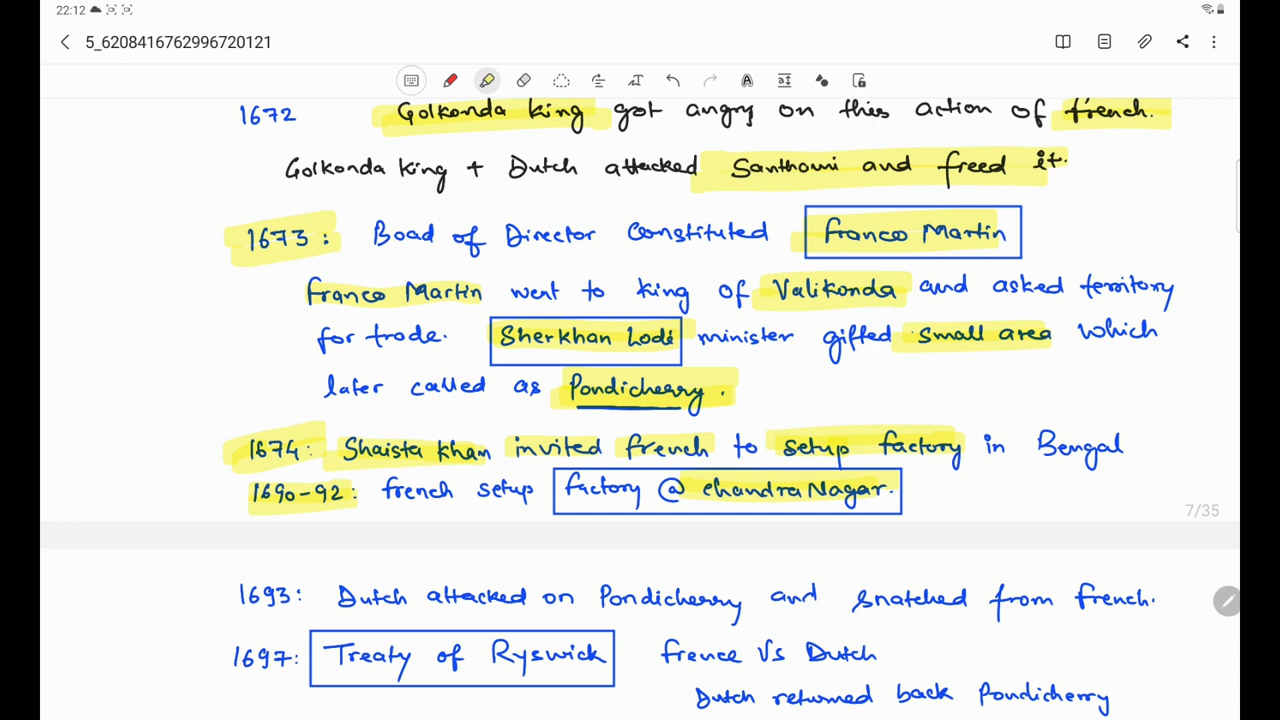 22:12
5_6208416762996720121
1672 Golkonda king got angry on this action of french.
Golkonda king + Dutch attacked Santhomi and freed it.
1673: Boad of Director Constituted Franco Martin
Franco Martin went to king of Valikonda and asked territory
for trade. Sherkhan Lodi minister gifted small area which
later called as Pondicherry.
1674: Shaista khan invited french to setup factory in Bengal
1690-92: french setup factory @ chandraNagar.
7/35
1693: Dutch attacked on Pondicherry and snatched from french.
1697: Treaty of Ryswick frence Vs Dutch
Dutch returned back Pondicherry